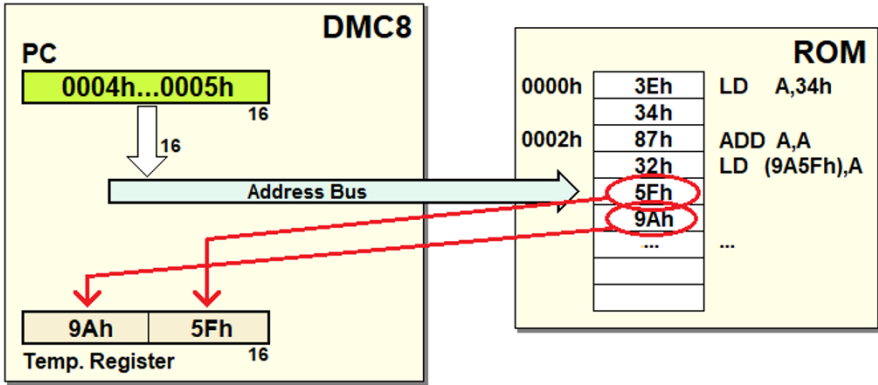 DMC8
PC
0004h...0005h
16
16
Address Bus
9Ah 5Fh
Temp. Register 16
ROM
0000h 3Eh LD A,34h
34h
0002h 87h ADD A,A
32h LD (9A5Fh),A
5Fh
9Ah
... ...